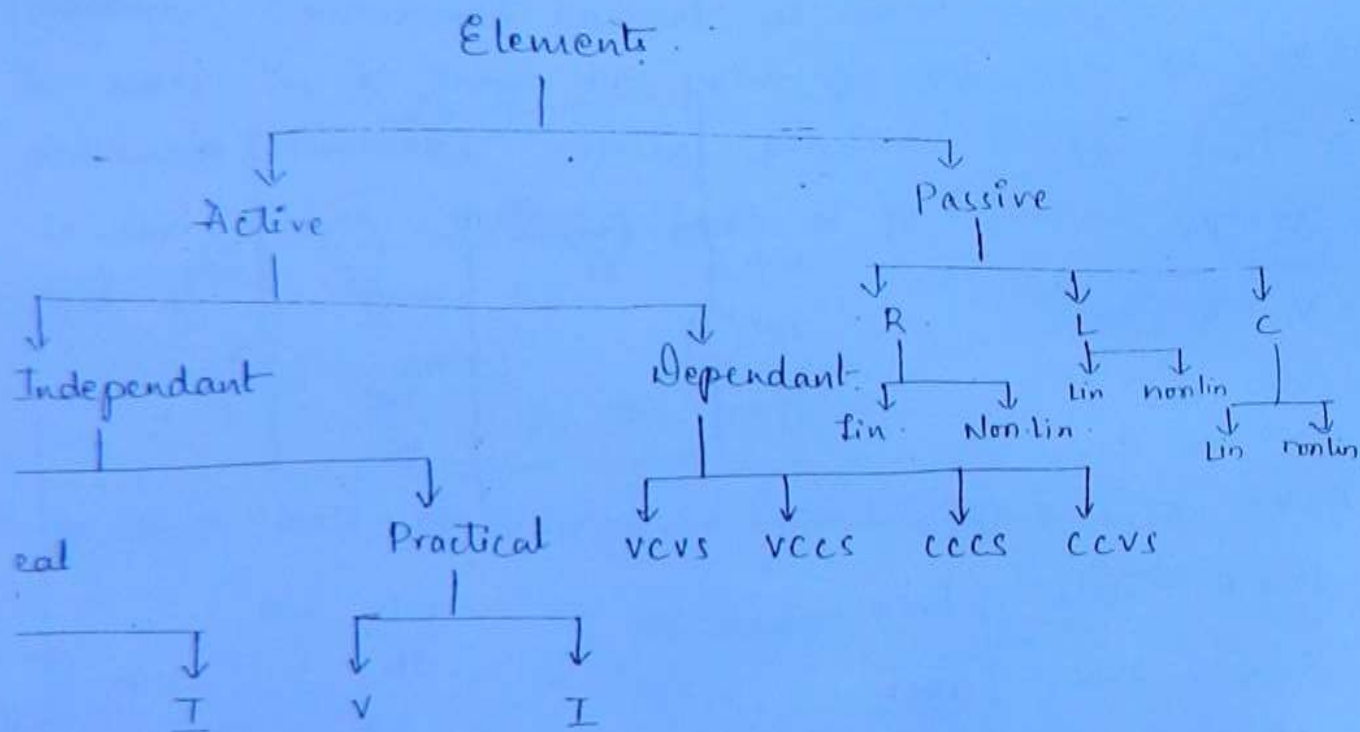 Elements.
Active
Passive
R.
L
C
Independant
Dependant.
Lin
nonlin
Lin.
Non.lin.
Lin
nonlin
eal
Practical
VCVS VCCS CCCS CCVS
I
V
I